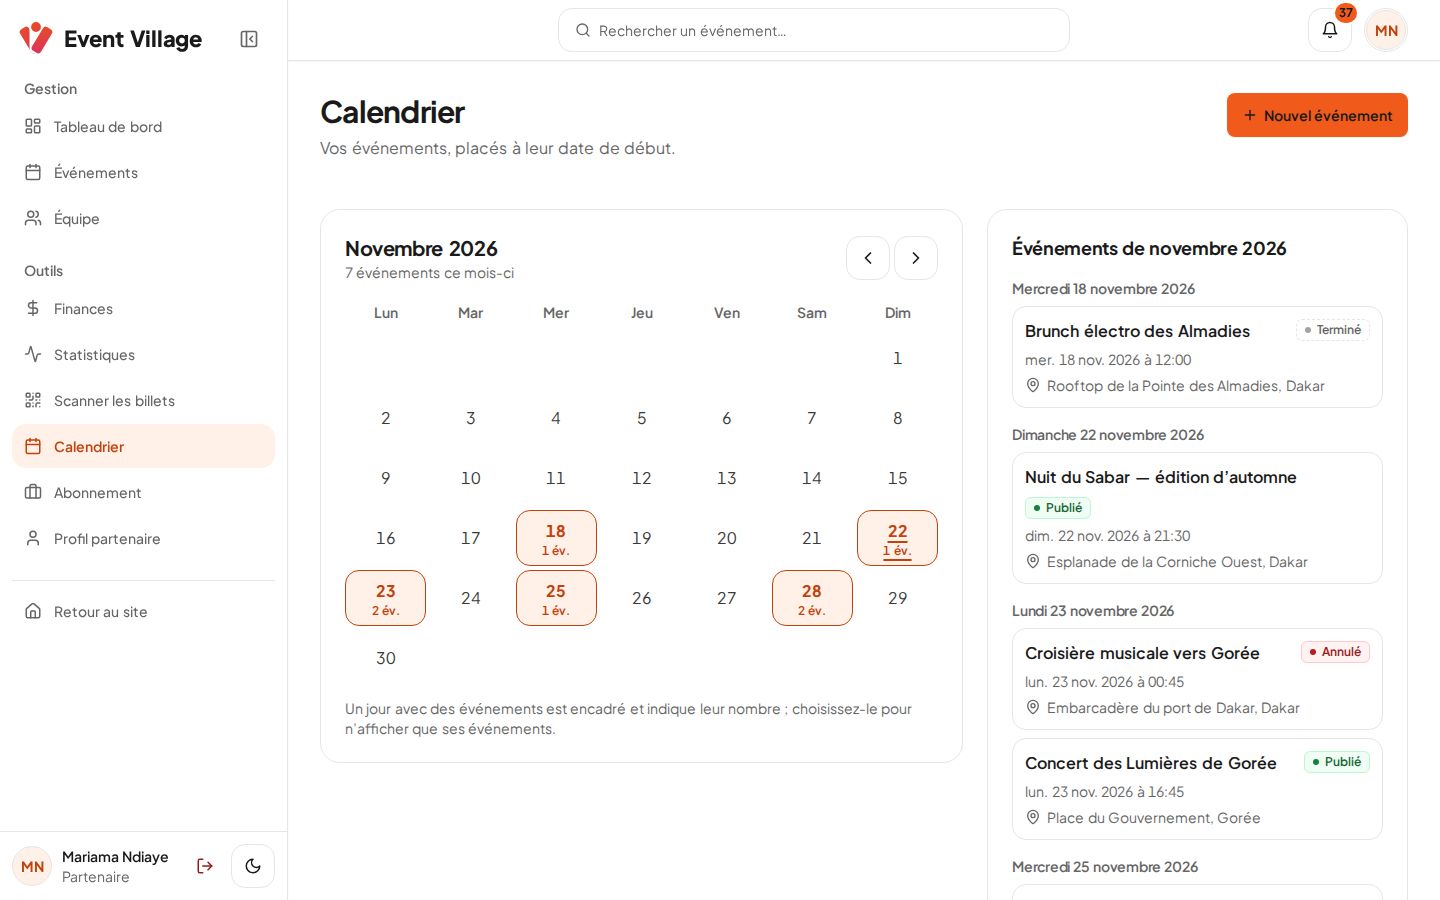 Event Village
Gestion
Tableau de bord
Événements
Équipe
Outils
Finances
Statistiques
Scanner les billets
Calendrier
Abonnement
Profil partenaire
Retour au site
MN
Mariama Ndiaye
Partenaire
Rechercher un événement…
37
MN
Calendrier
Vos événements, placés à leur date de début.
Nouvel événement
Novembre 2026
7 événements ce mois-ci
Lun Mar Mer Jeu Ven Sam Dim
1
2 3 4 5 6 7 8
9 10 11 12 13 14 15
16 17 18 19 20 21 22
1 év. 1 év.
23 24 25 26 27 28 29
2 év. 1 év. 2 év.
30
Un jour avec des événements est encadré et indique leur nombre ; choisissez-le pour
n’afficher que ses événements.
Événements de novembre 2026
Mercredi 18 novembre 2026
Brunch électro des Almadies Terminé
mer. 18 nov. 2026 à 12:00
Rooftop de la Pointe des Almadies, Dakar
Dimanche 22 novembre 2026
Nuit du Sabar — édition d’automne
Publié
dim. 22 nov. 2026 à 21:30
Esplanade de la Corniche Ouest, Dakar
Lundi 23 novembre 2026
Croisière musicale vers Gorée Annulé
lun. 23 nov. 2026 à 00:45
Embarcadère du port de Dakar, Dakar
Concert des Lumières de Gorée Publié
lun. 23 nov. 2026 à 16:45
Place du Gouvernement, Gorée
Mercredi 25 novembre 2026